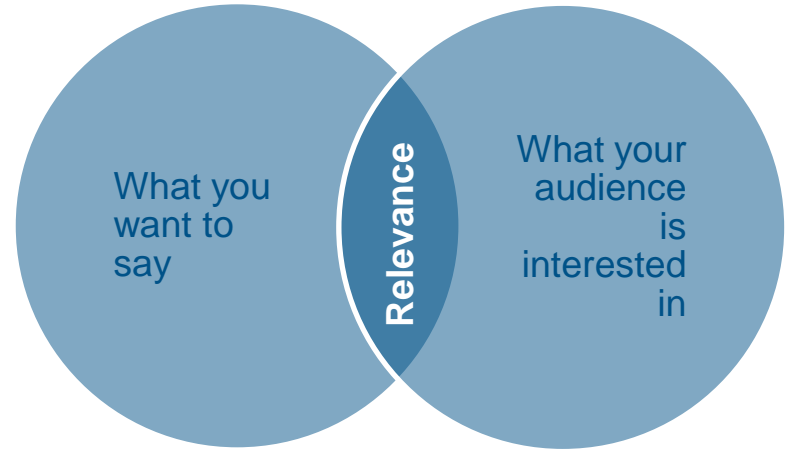 What you
want to
say
Relevance
What your
audience
is
interested
in